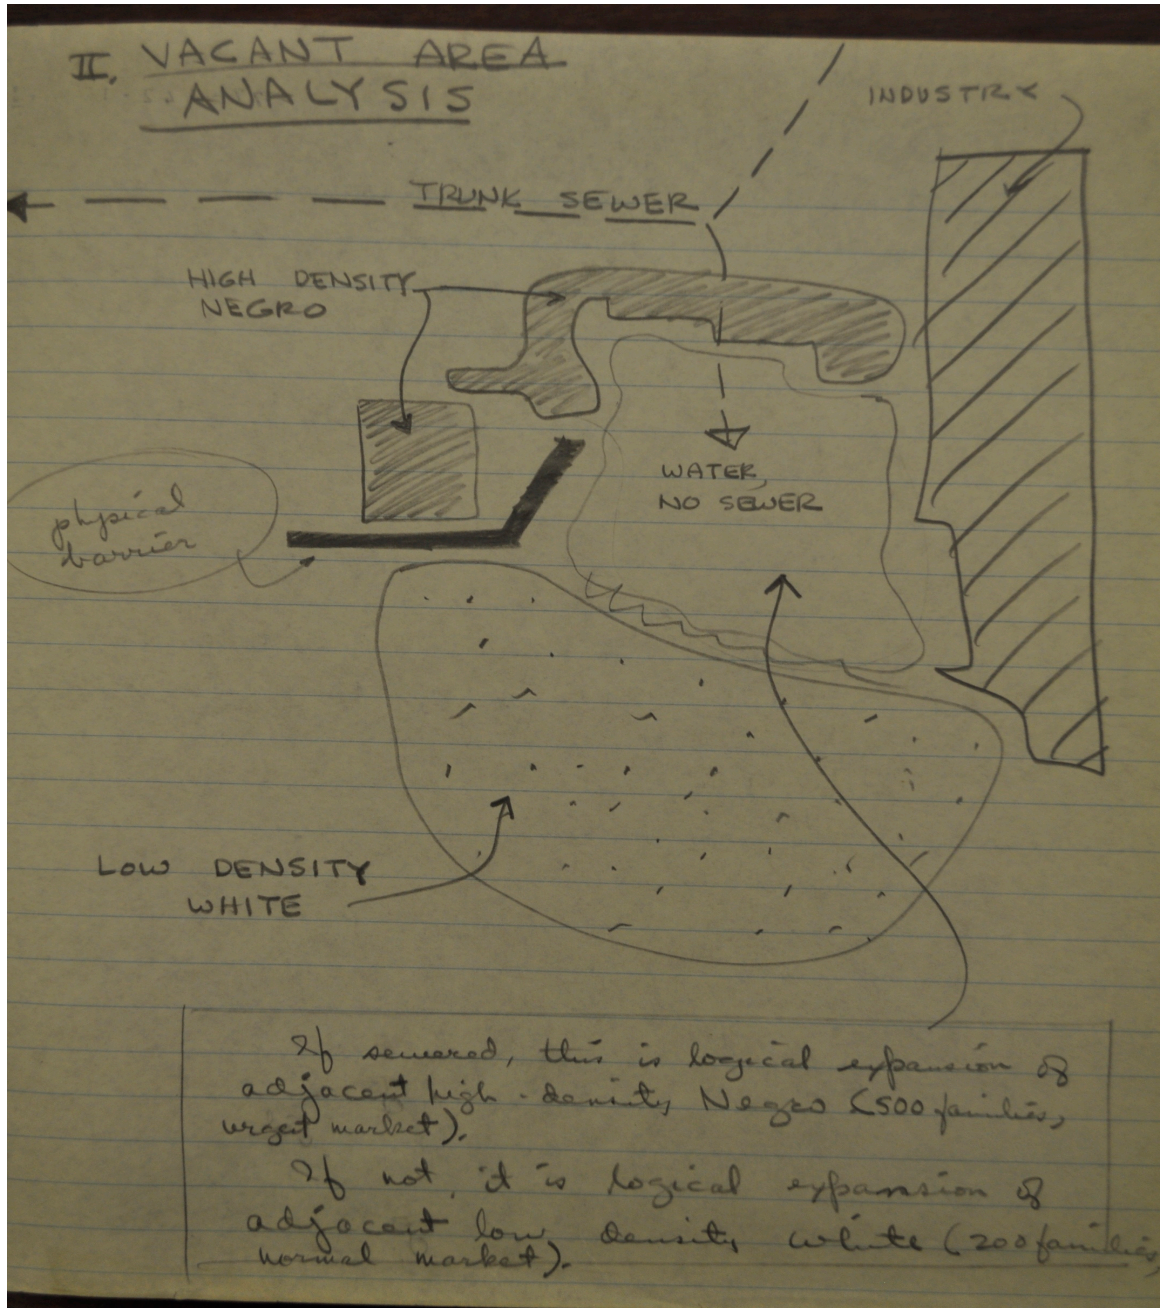 II. VACANT AREA
ANALYSIS
INDUSTRY
TRUNK SEWER
HIGH DENSITY
NEGRO
WATER,
NO SEWER
physical
barrier
LOW DENSITY
WHITE
If sewered, this is logical expansion of
adjacent high-density Negro (500 families,
urgent market).
If not, it is logical expansion of
adjacent low density white (200 families,
normal market).